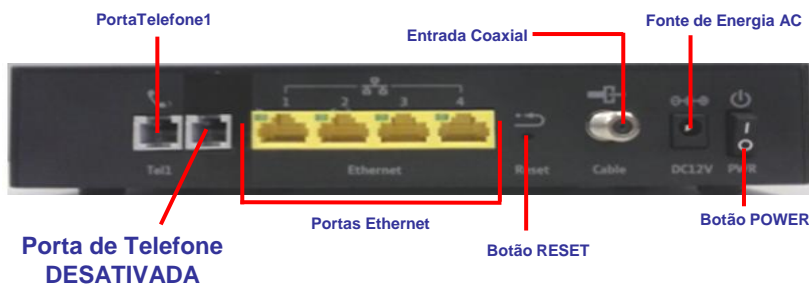 PortaTelefone1
Entrada Coaxial
Fonte de Energia AC
1 2 3 4
Tel1
Ethernet
Reset
Cable
DC12V
PWR
Portas Ethernet
Botão RESET
Botão POWER
Porta de Telefone
DESATIVADA